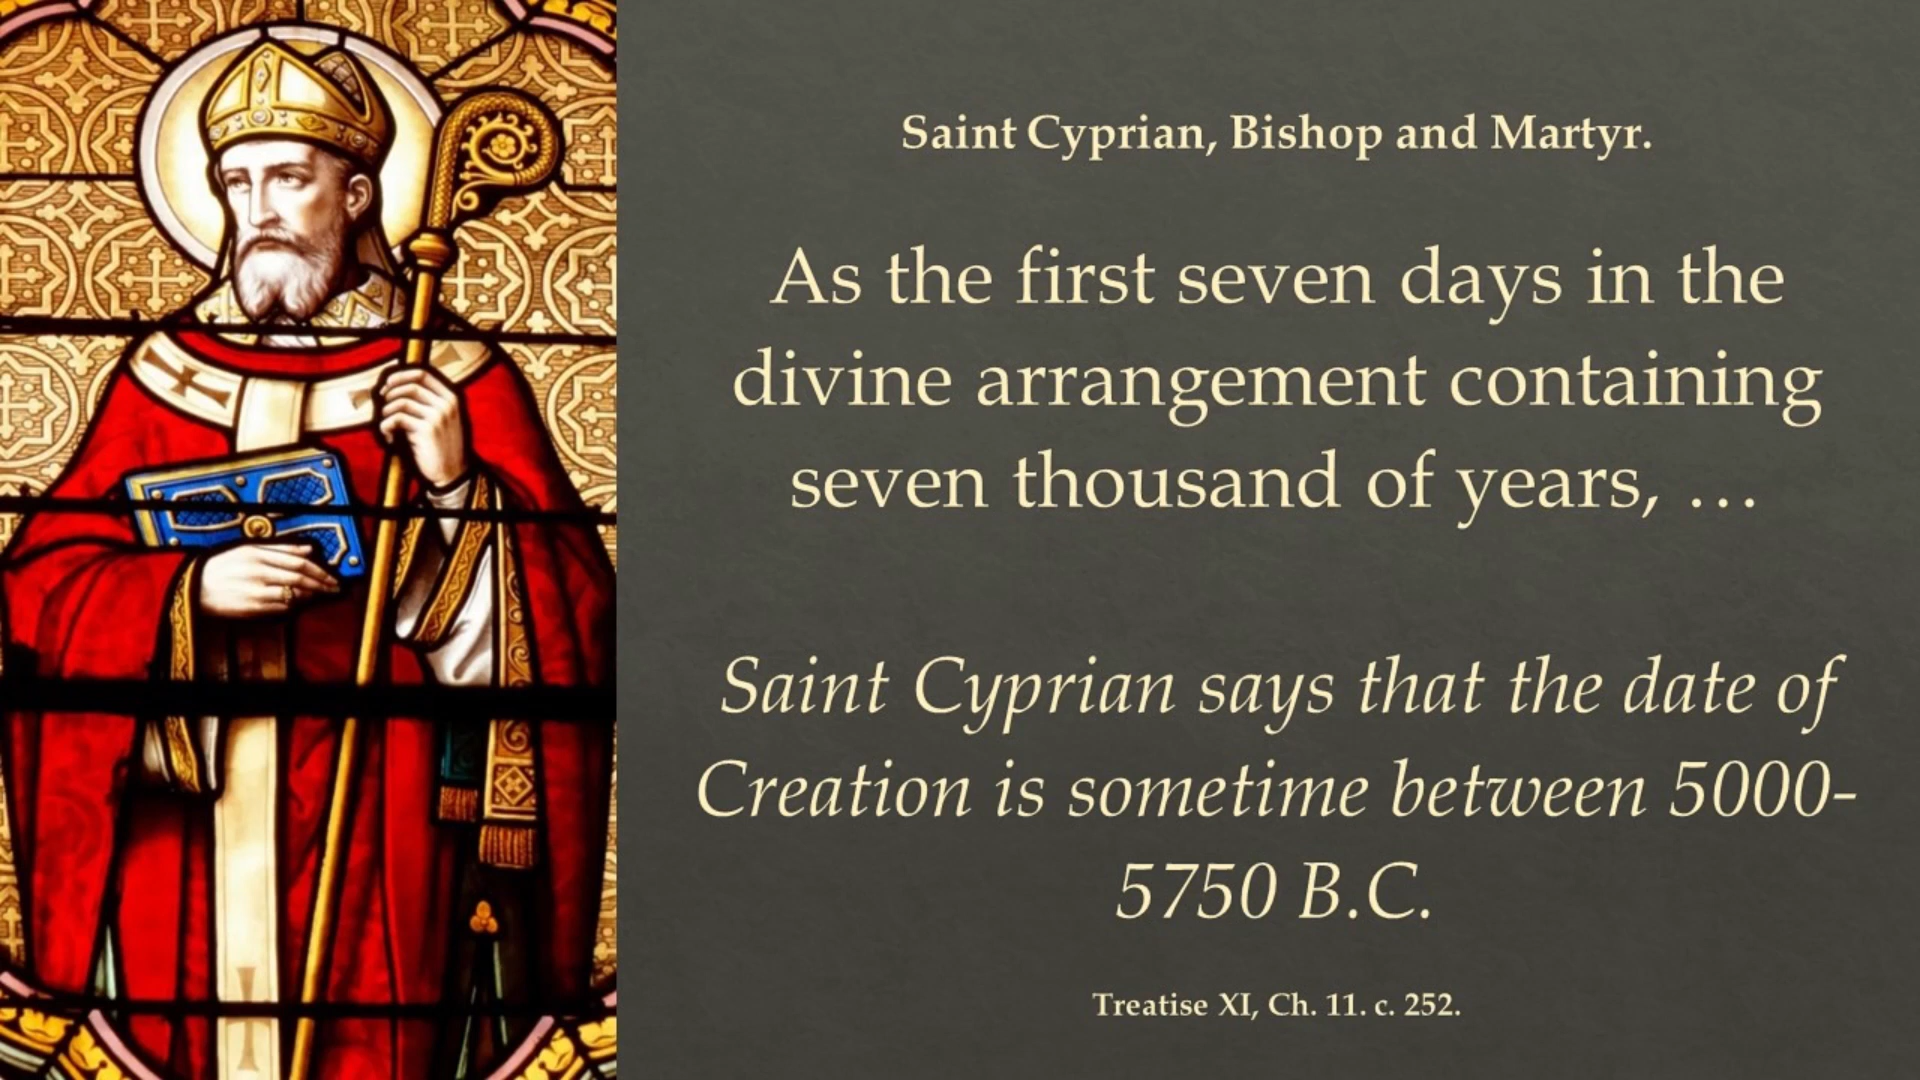 Saint Cyprian, Bishop and Martyr.
As the first seven days in the
divine arrangement containing
seven thousand of years, …
Saint Cyprian says that the date of
Creation is sometime between 5000-
5750 B.C.
Treatise XI, Ch. 11. c. 252.